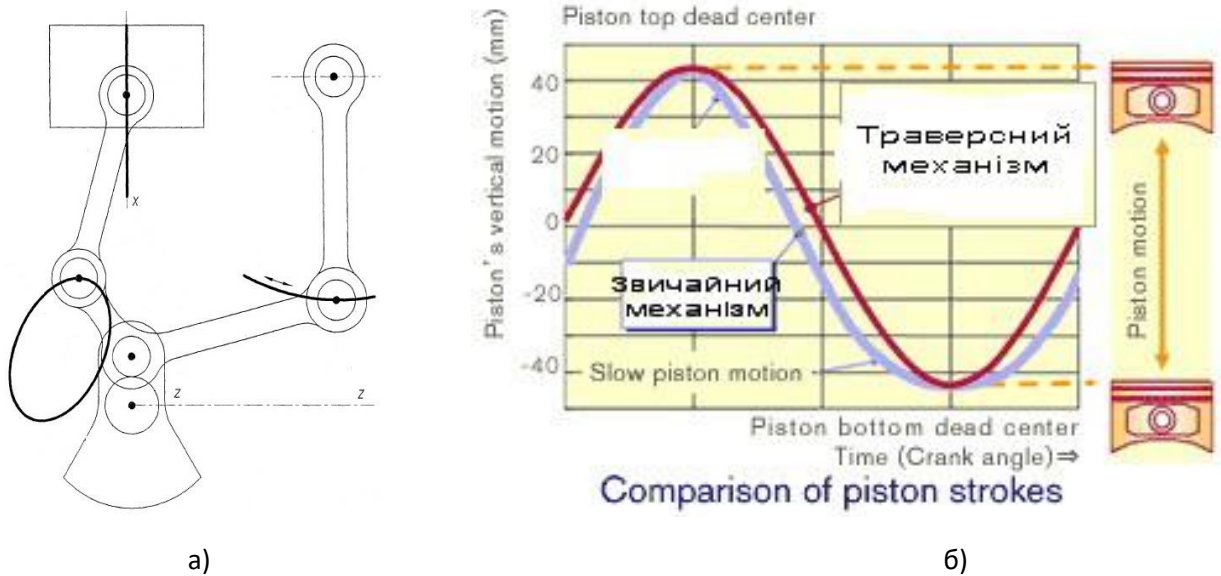 X
Z
Z
а)
Piston top dead center
Piston's vertical motion (mm)
40
20
0
-20
-40
Траверсний
механізм
Звичайний
механізм
Slow piston motion
Piston motion
Piston bottom dead center
Time (Crank angle)⇒
Comparison of piston strokes
б)